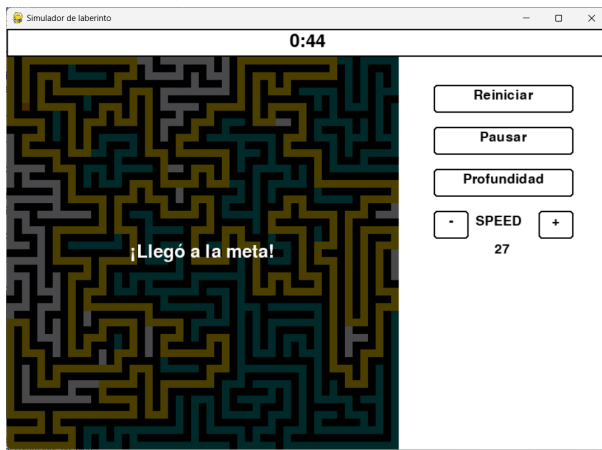 Simulador de laberinto
0:44
Reiniciar
Pausar
Profundidad
- SPEED +
27
¡Llegó a la meta!